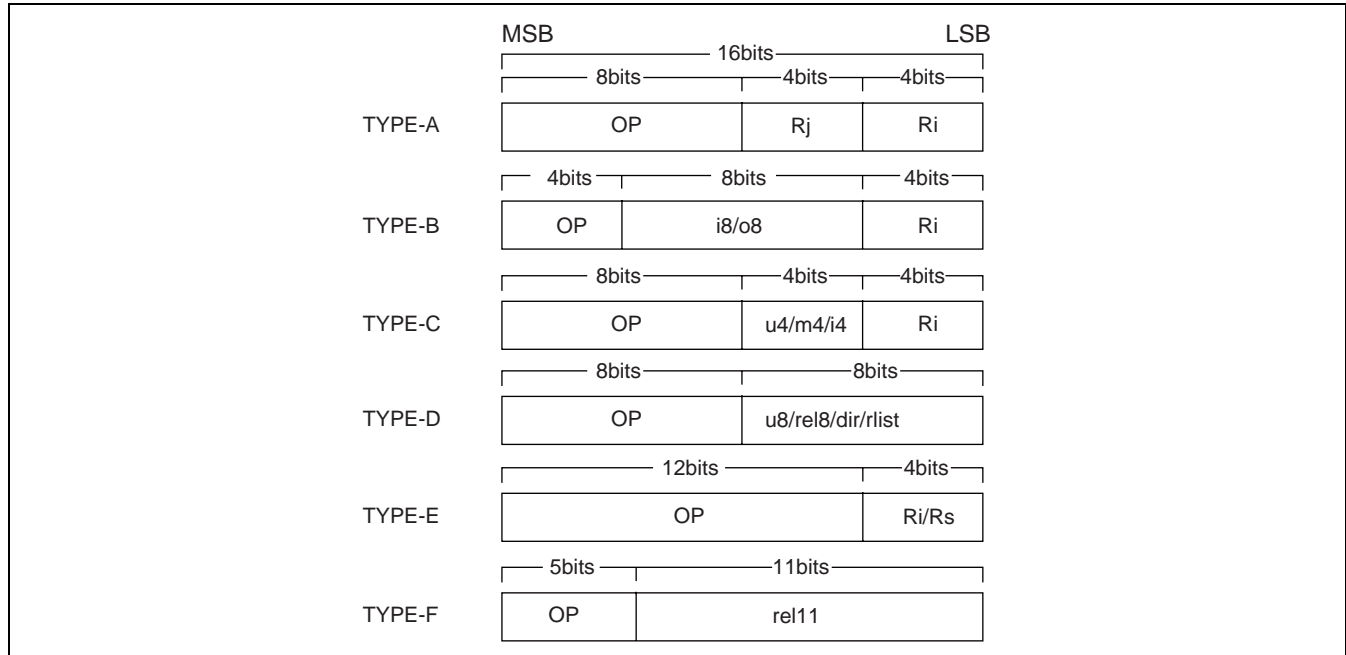 MSB LSB
16bits
8bits 4bits 4bits
TYPE-A OP Rj Ri
4bits 8bits 4bits
TYPE-B OP i8/o8 Ri
8bits 4bits 4bits
TYPE-C OP u4/m4/i4 Ri
8bits 8bits
TYPE-D OP u8/rel8/dir/rlist
12bits 4bits
TYPE-E OP Ri/Rs
5bits 11bits
TYPE-F OP rel11